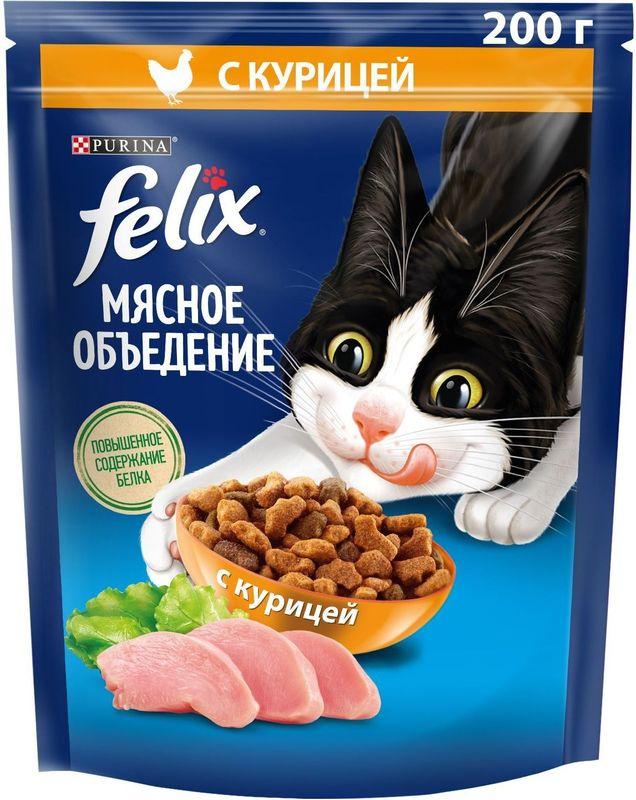 200 г
С КУРИЦЕЙ
PURINA®
felix®
МЯСНОЕ
ОБЪЕДЕНИЕ
ПОВЫШЕННОЕ
СОДЕРЖАНИЕ
БЕЛКА
с курицей